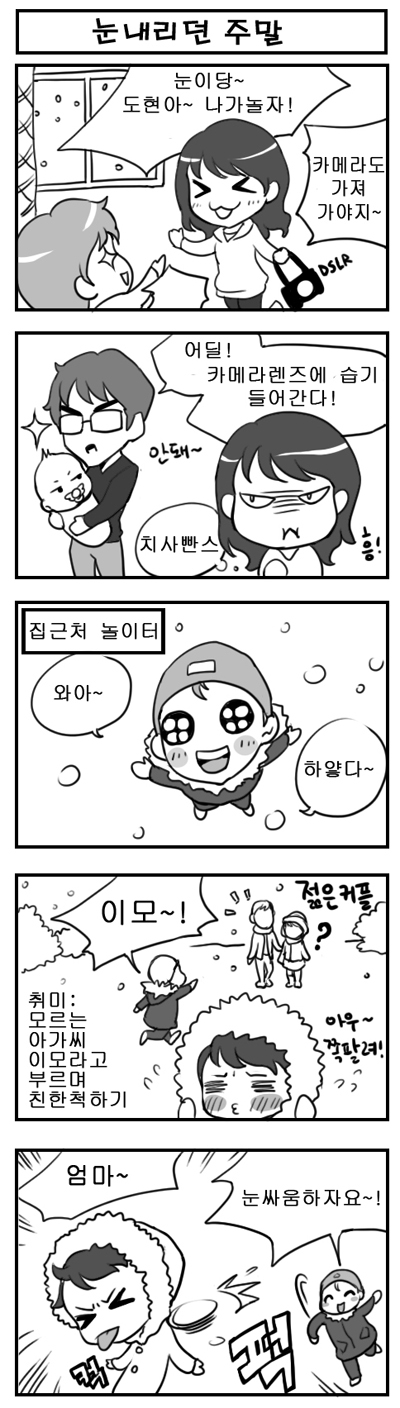 눈내리던 주말
눈이당~
도현아~ 나가놀자!
카메라도
가져
가야지~
DSLR
어딜!
카메라렌즈에 습기
들어간다!
안돼~
치사빤스
흥!
집근처 놀이터
와아~
하얗다~
이모~!
젊은커플
?
취미:
모르는
아가씨
이모라고
부르며
친한척하기
아우~
쪽팔려!
엄마~
눈싸움하자요~!
퍽
퍽